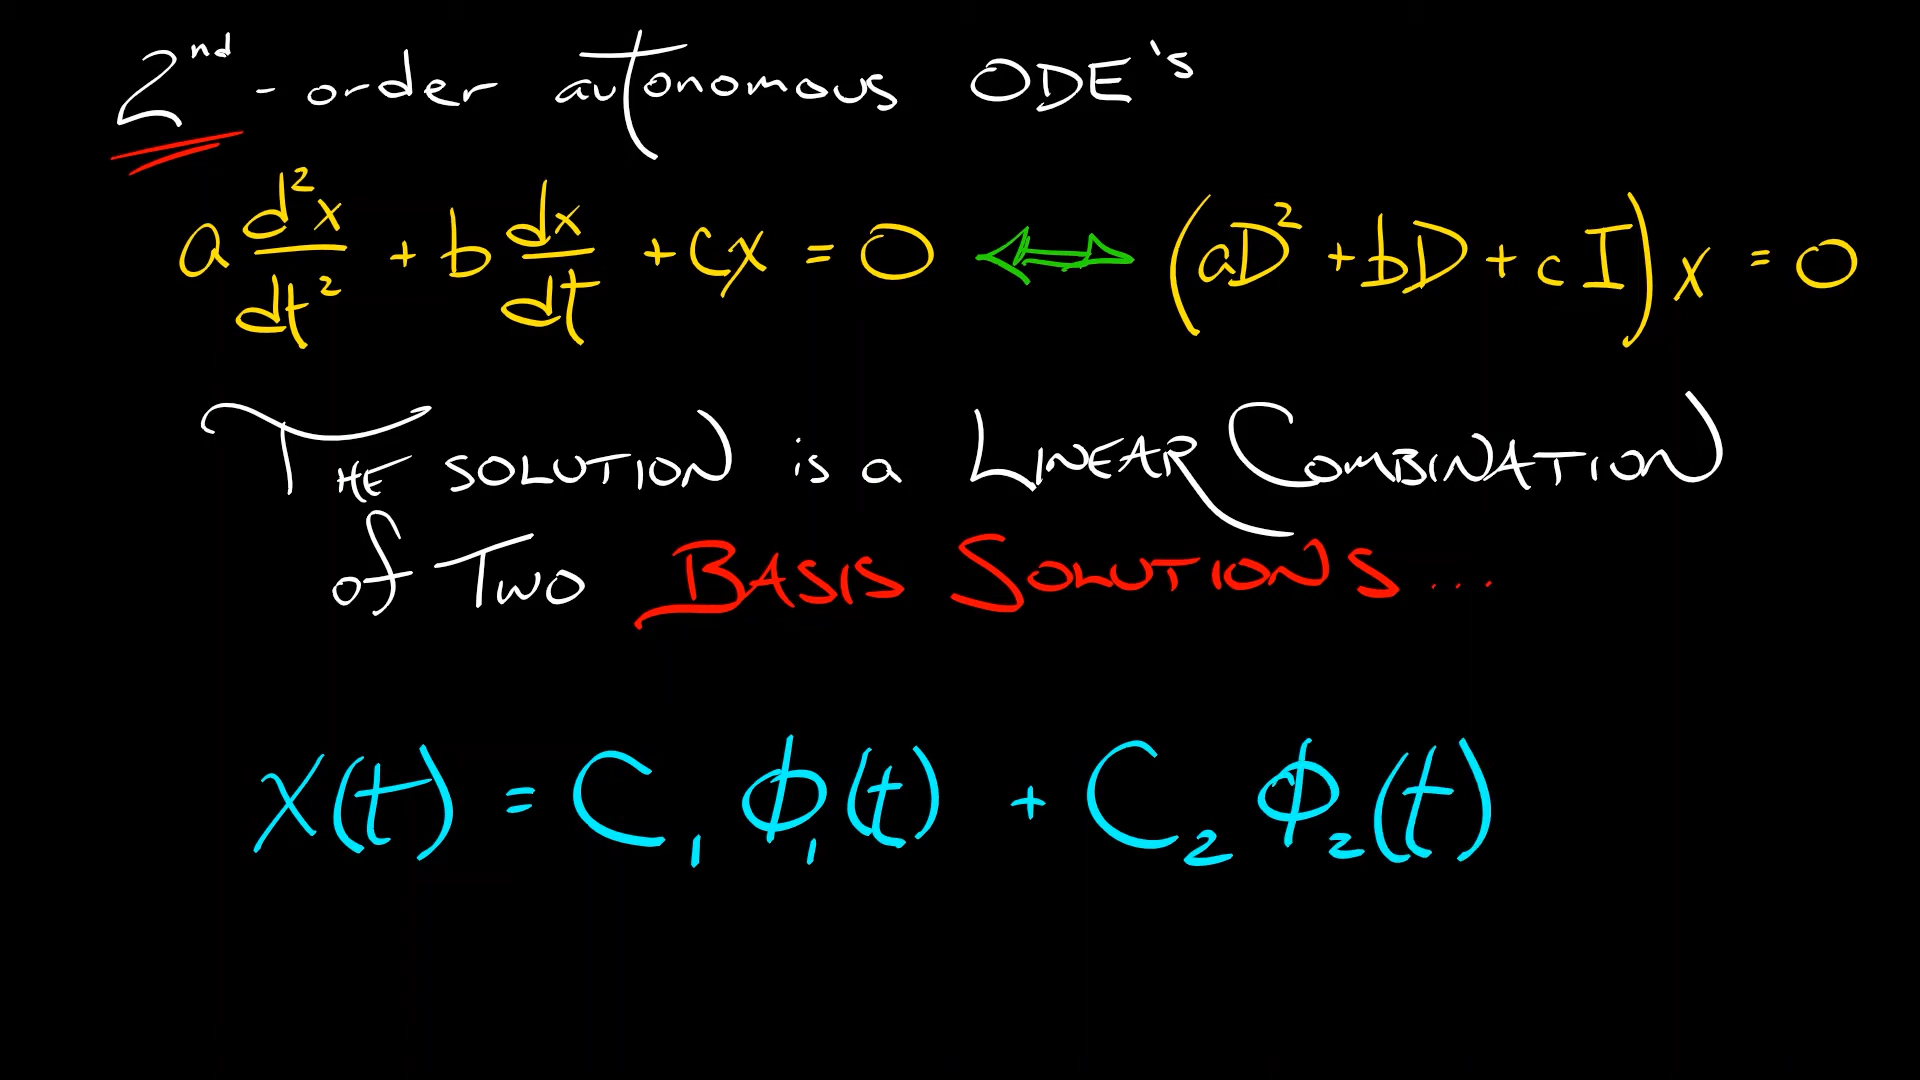 2nd-order autonomous ODE's
a d²x/dt² + b dx/dt + cx = 0 ⟺ (aD² + bD + cI)x = 0
THE SOLUTION is a LINEAR COMBINATION
of TWO BASIS SOLUTIONS...
x(t) = C₁ ϕ₁(t) + C₂ ϕ₂(t)